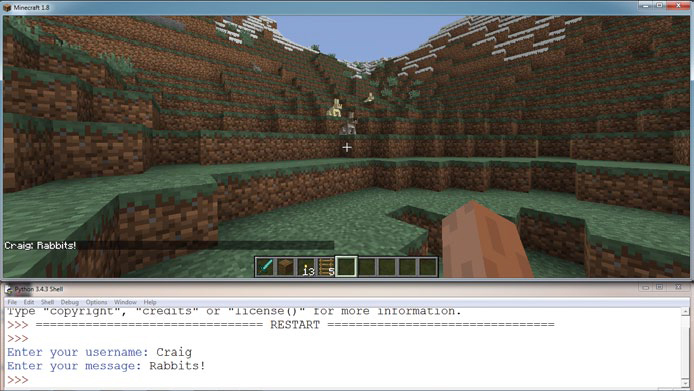 Minecraft 1.8
Craig: Rabbits!
13 5
Python 3.4.3 Shell
File Edit Shell Debug Options Window Help
Type "copyright", "credits" or "license()" for more information.
>>> ================================ RESTART ================================
>>>
Enter your username: Craig
Enter your message: Rabbits!
>>>